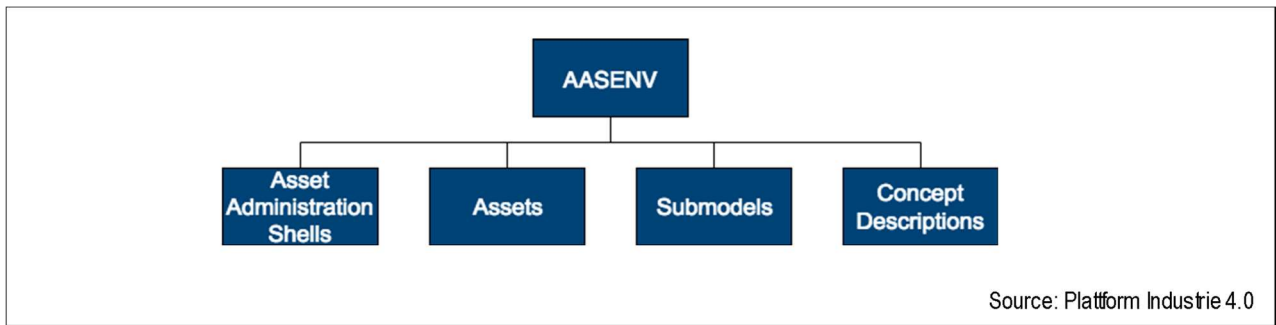 AASENV
Asset
Administration
Shells
Assets
Submodels
Concept
Descriptions
Source: Plattform Industrie 4.0